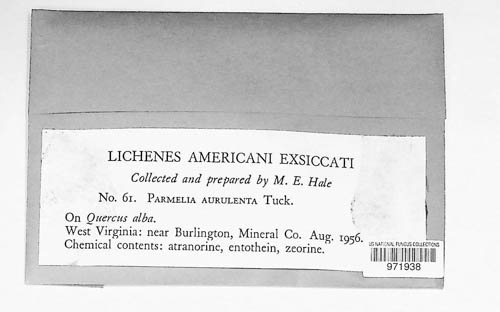 LICHENES AMERICANI EXSICCATI
Collected and prepared by M. E. Hale
No. 61. PARMELIA AURULENTA Tuck.
On Quercus alba.
West Virginia: near Burlington, Mineral Co. Aug. 1956.
Chemical contents: atranorine, entothein, zeorine.
US NATIONAL FUNGUS COLLECTIONS
971938